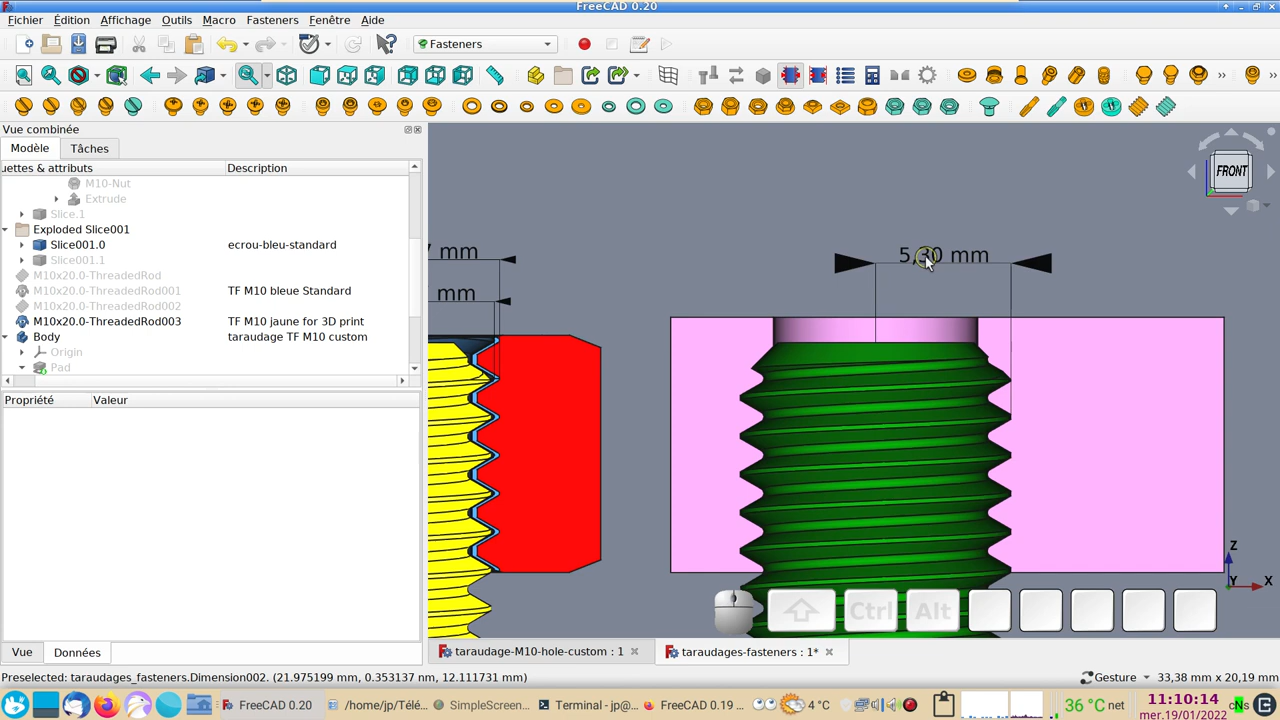 FreeCAD 0.20
Fichier Édition Affichage Outils Macro Fasteners Fenêtre Aide
Fasteners
Vue combinée
Modèle Tâches
uettes & attributs Description
M10-Nut
Extrude
Slice.1
Exploded Slice001
Slice001.0 ecrou-bleu-standard
Slice001.1
M10x20.0-ThreadedRod
M10x20.0-ThreadedRod001 TF M10 bleue Standard
M10x20.0-ThreadedRod002
M10x20.0-ThreadedRod003 TF M10 jaune for 3D print
Body taraudage TF M10 custom
Origin
Pad
Propriété Valeur
mm
mm
5,30 mm
FRONT
Z
Y X
Ctrl Alt
Vue Données
taraudage-M10-hole-custom : 1 taraudages-fasteners : 1*
Preselected: taraudages_fasteners.Dimension002. (21.975199 mm, 0.353137 mm, 12.111731 mm) Gesture 33,38 mm x 20,19 mm
FreeCAD 0.20 /home/jp/Télé... SimpleScreen... Terminal - jp@... FreeCAD 0.19 ... 4 °C 36 °C net 11:10:14
mer.19/01/2022